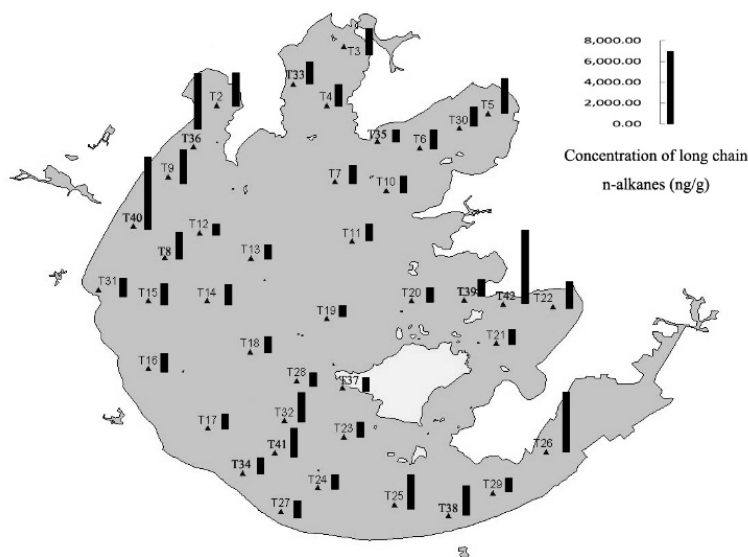 8,000.00
6,000.00
4,000.00
2,000.00
0.00
Concentration of long chain
n-alkanes (ng/g)
T3
T33
T2
T4
T5
T30
T36
T35
T6
T9
T7
T10
T40
T12
T11
T8
T13
T31
T15
T14
T20
T39
T42
T22
T19
T21
T18
T16
T28
T37
T32
T17
T23
T41
T26
T34
T24
T29
T27
T25
T38